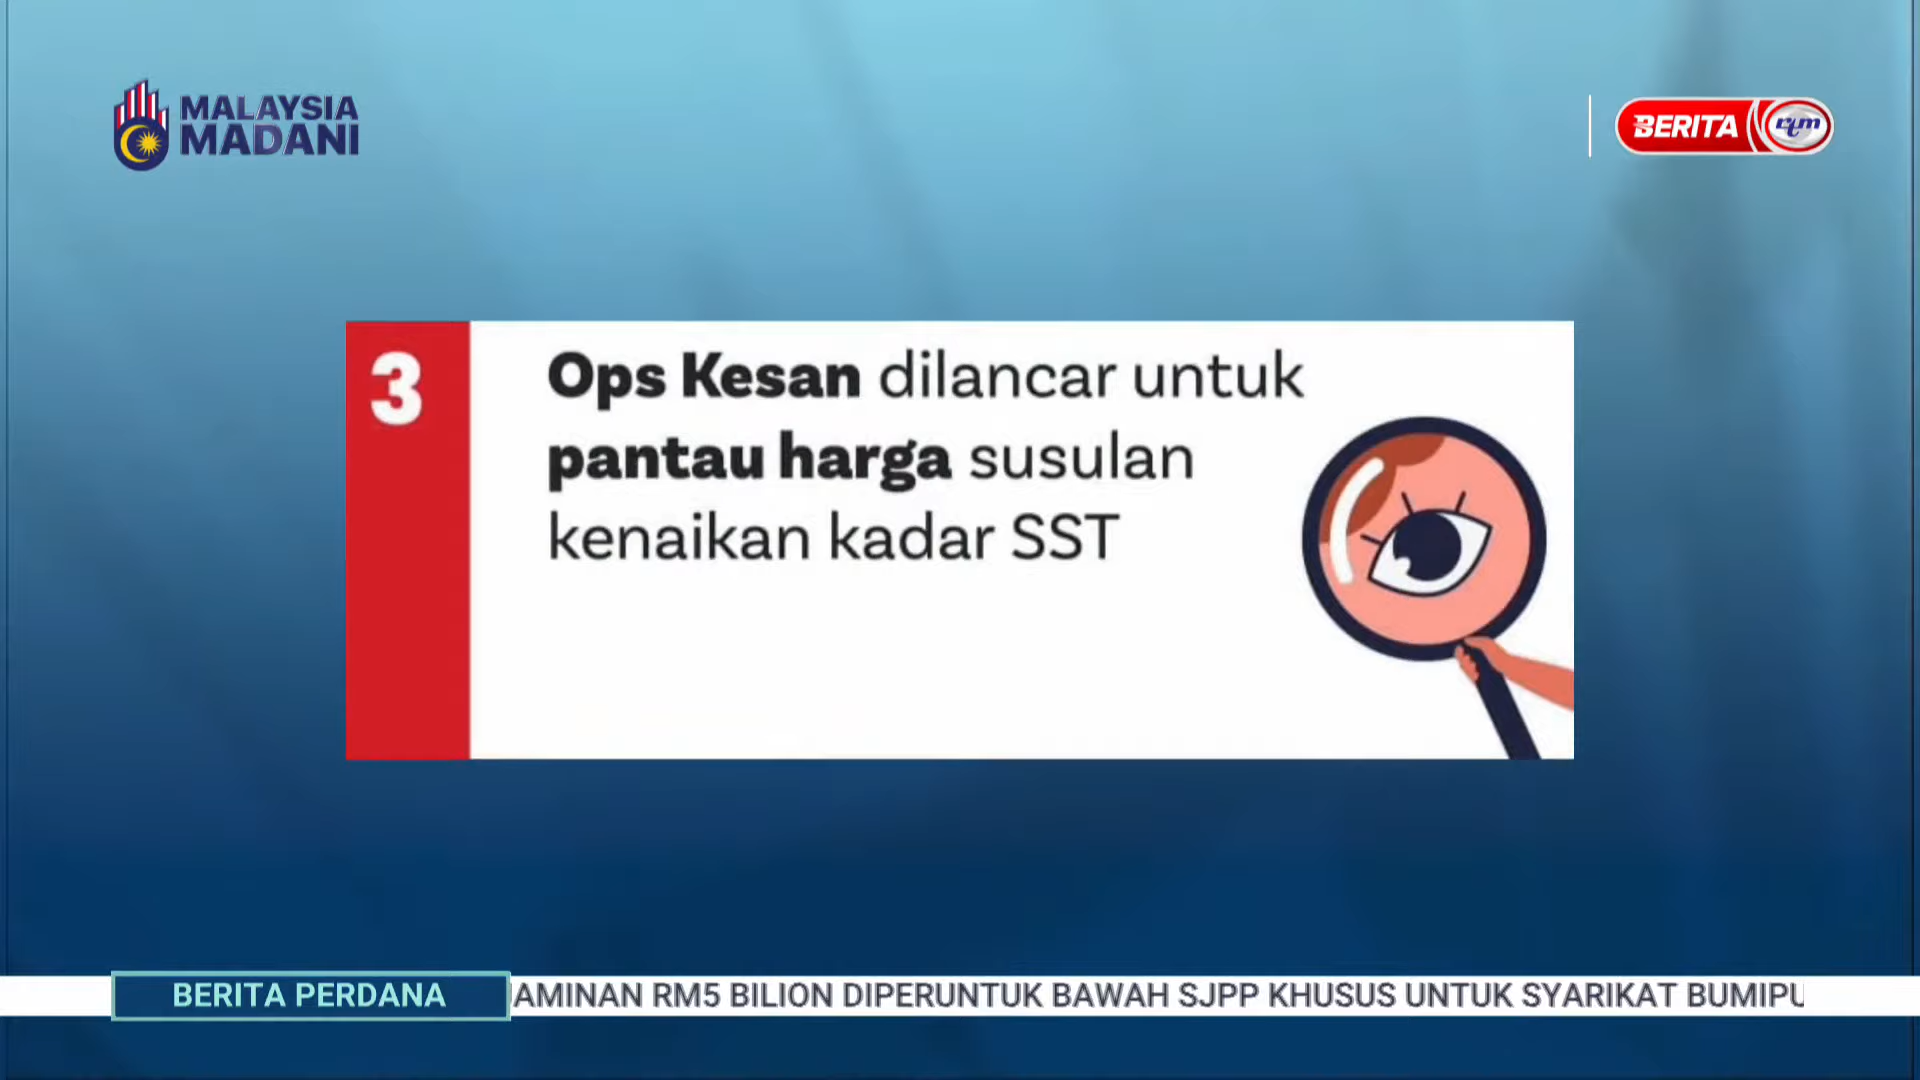 MALAYSIA
MADANI
BERITA rtm
3
Ops Kesan dilancar untuk
pantau harga susulan
kenaikan kadar SST
BERITA PERDANA
AMINAN RM5 BILION DIPERUNTUK BAWAH SJPP KHUSUS UNTUK SYARIKAT BUMIPU